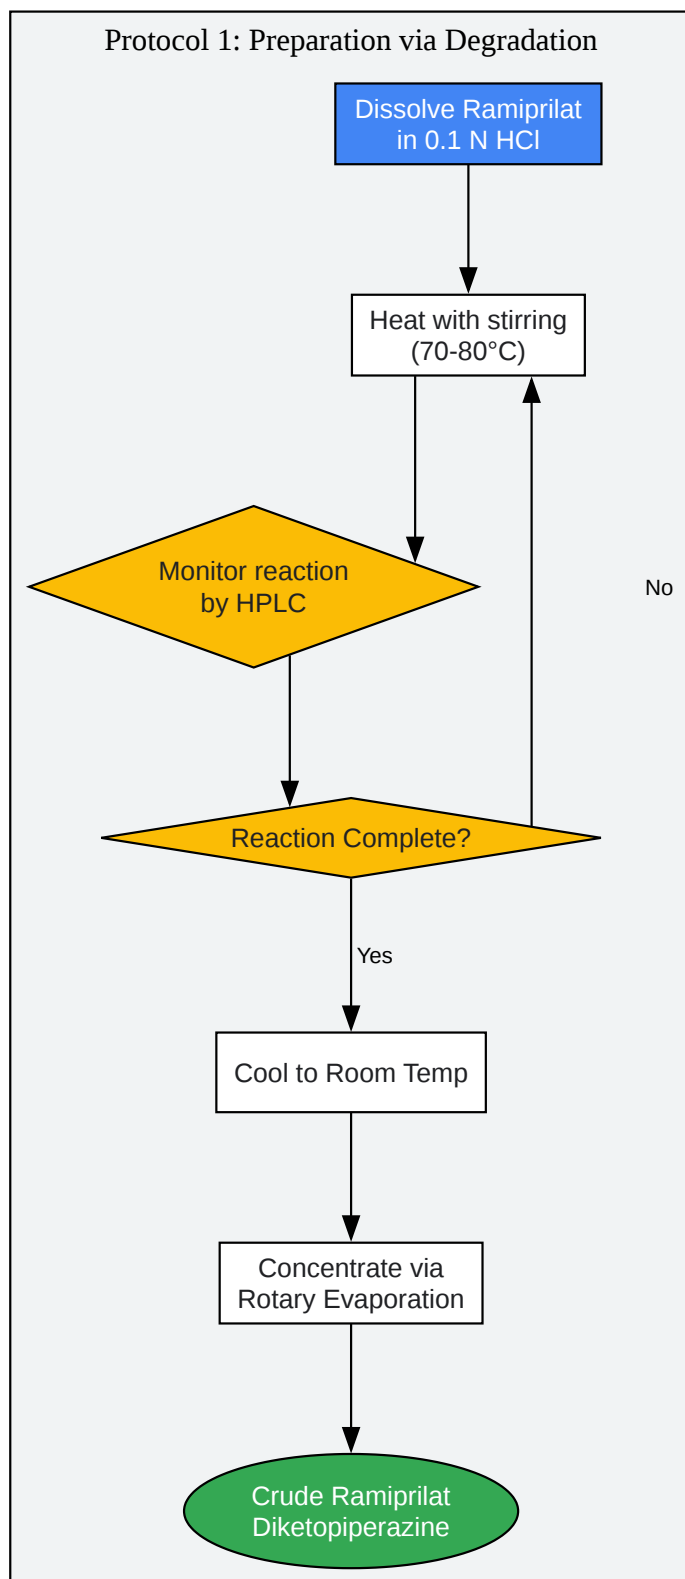 Protocol 1: Preparation via Degradation
Dissolve Ramiprilat
in 0.1 N HCl
Heat with stirring
(70-80°C)
Monitor reaction
by HPLC
No
Reaction Complete?
Yes
Cool to Room Temp
Concentrate via
Rotary Evaporation
Crude Ramiprilat
Diketopiperazine